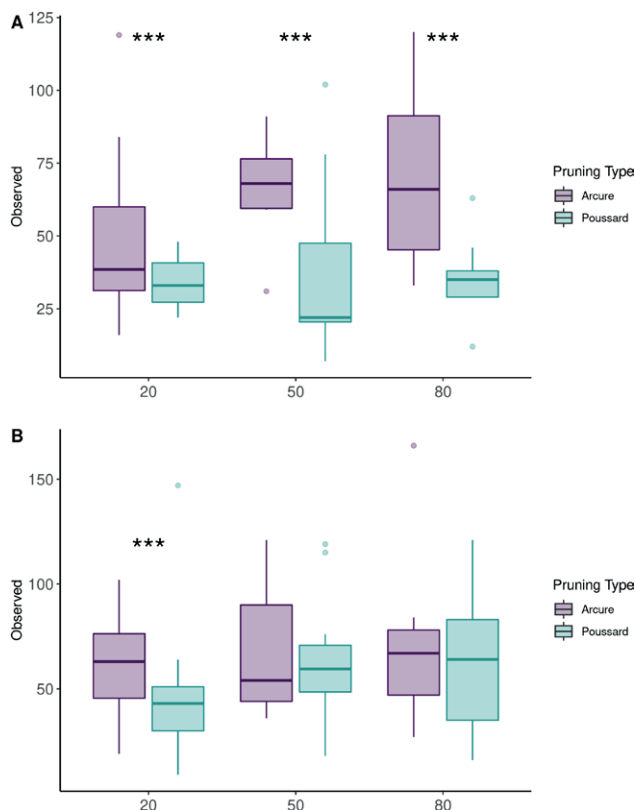 A
125
100
75
50
25
Observed
*** *** ***
20 50 80
Pruning Type
Arcure
Poussard
B
150
100
50
Observed
***
20 50 80
Pruning Type
Arcure
Poussard